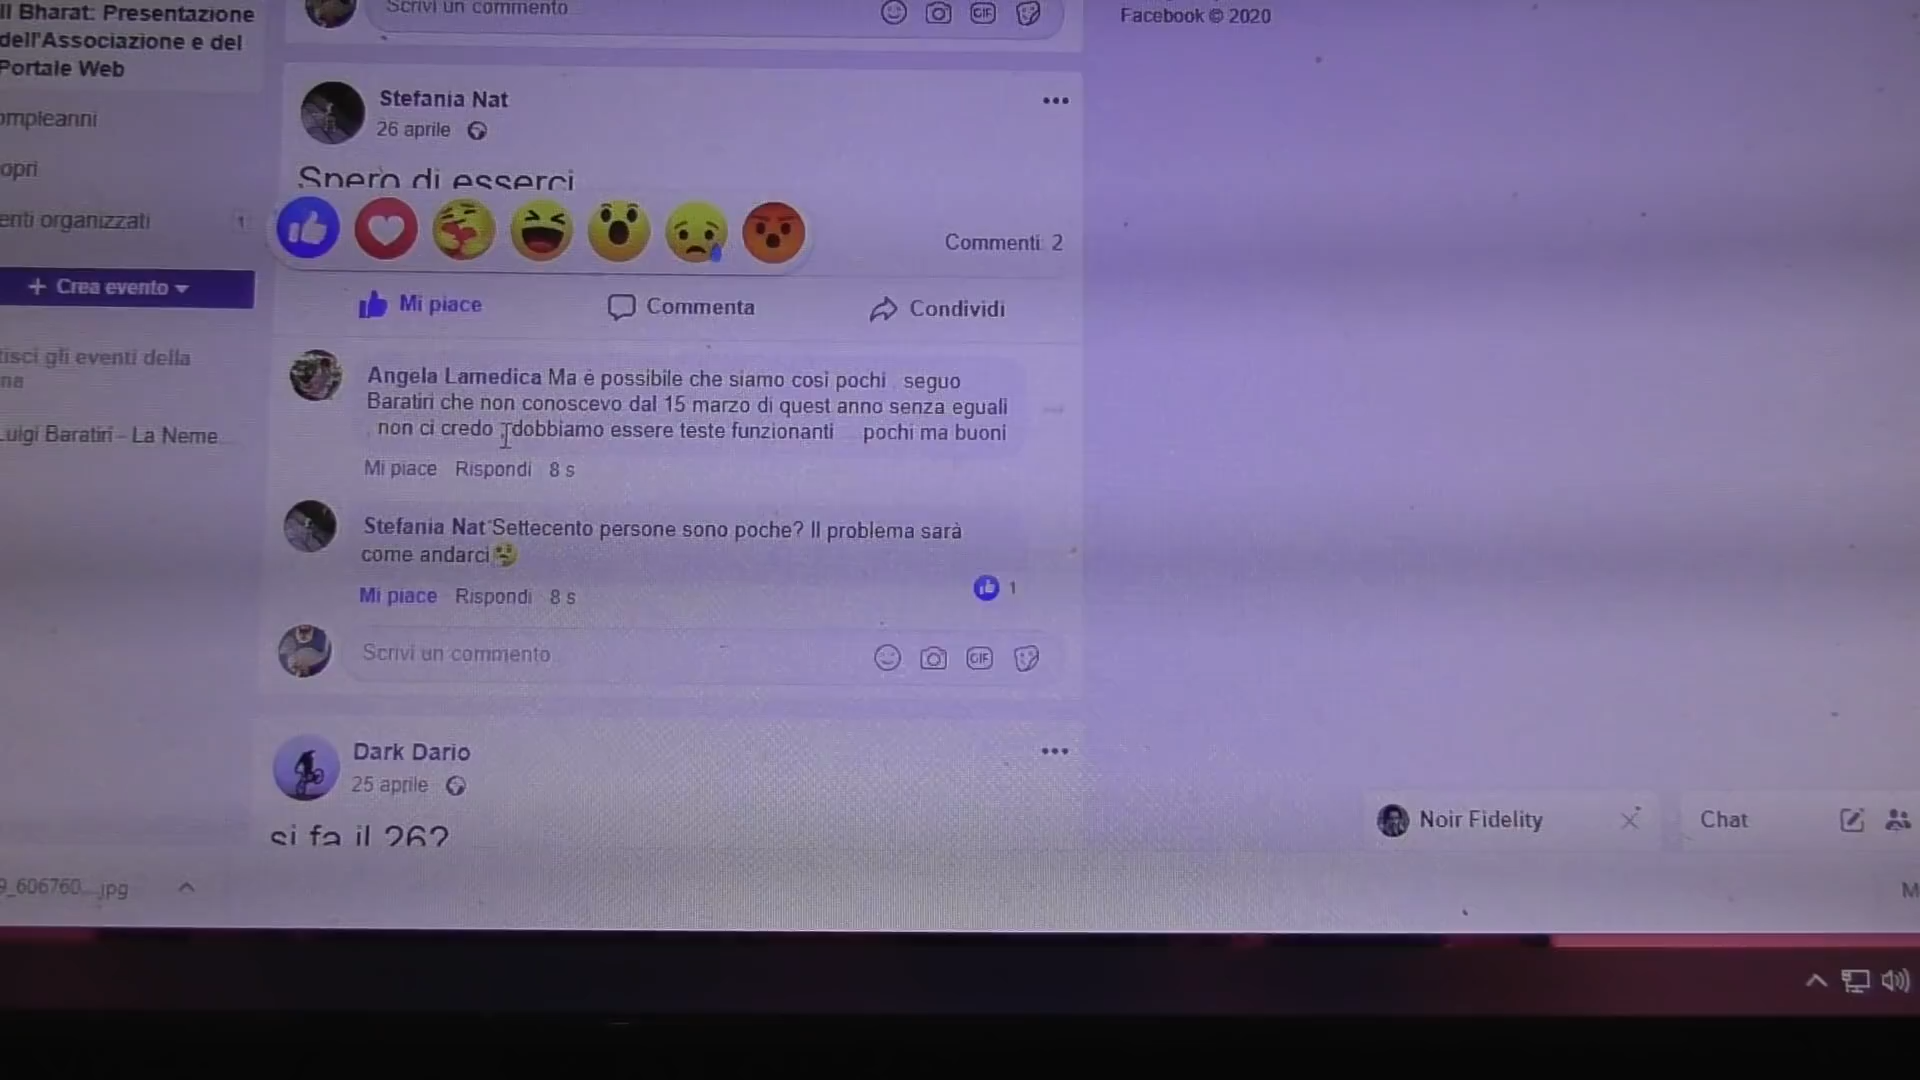 Il Bharat: Presentazione
dell'Associazione e del
Portale Web
ompleanni
opri
enti organizzati 1
+ Crea evento
tisci gli eventi della
na
Luigi Baratiri - La Neme...
Scrivi un commento
GIF
Facebook © 2020
Stefania Nat
26 aprile
Spero di esserci
Commenti: 2
Mi piace Commenta Condividi
Angela Lamedica Ma è possibile che siamo così pochi seguo
Baratiri che non conoscevo dal 15 marzo di quest anno senza eguali
non ci credo dobbiamo essere teste funzionanti pochi ma buoni
Mi piace Rispondi 8 s
Stefania Nat Settecento persone sono poche? Il problema sarà
come andarci
1
Mi piace Rispondi 8 s
Scrivi un commento
GIF
Dark Dario
25 aprile
si fa il 26?
Noir Fidelity
Chat
9_606760....jpg
M